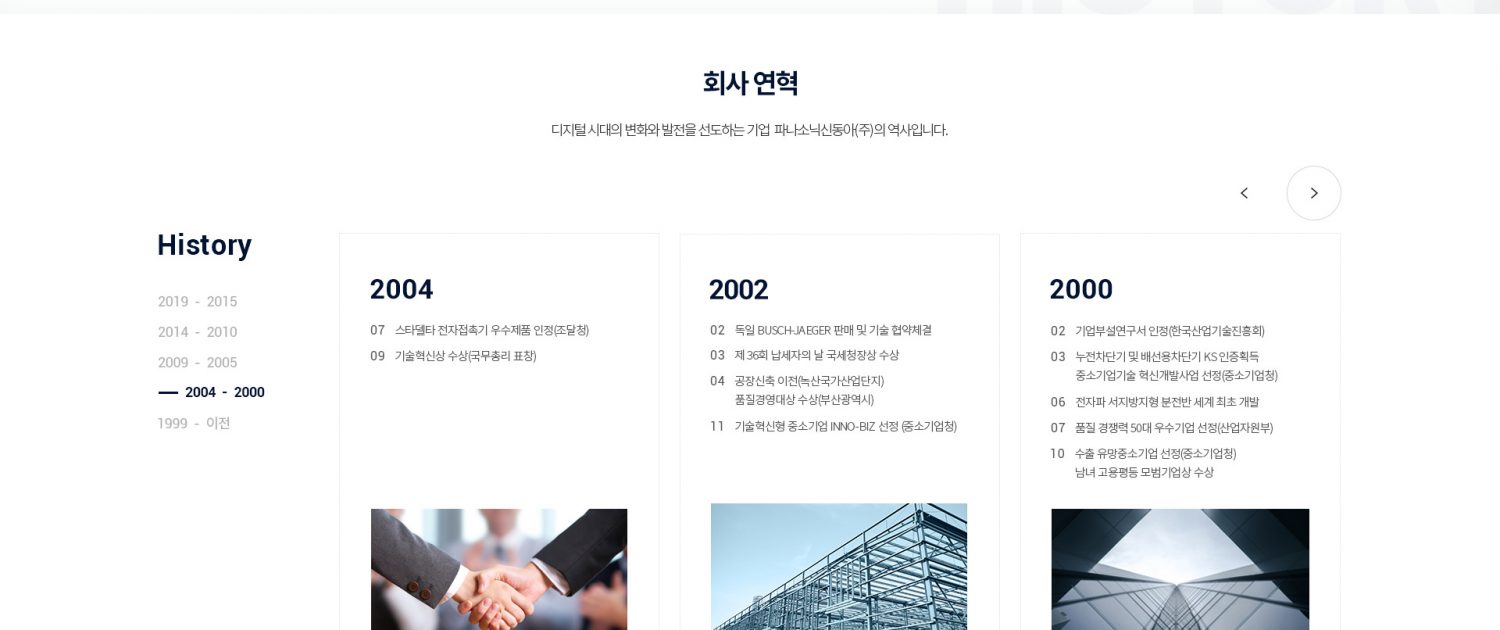 회사 연혁
디지털 시대의 변화와 발전을 선도하는 기업 파나소닉신동아(주)의 역사입니다.
History
2019 - 2015
2014 - 2010
2009 - 2005
2004 - 2000
1999 - 이전
2004
07 스타델타 전자접촉기 우수제품 인정(조달청)
09 기술혁신상 수상(국무총리 표창)
2002
02 독일 BUSCH-JAEGER 판매 및 기술 협약체결
03 제 36회 납세자의 날 국세청장상 수상
04 공장신축 이전(녹산국가산업단지)
품질경영대상 수상(부산광역시)
11 기술혁신형 중소기업 INNO-BIZ 선정 (중소기업청)
2000
02 기업부설연구서 인정(한국산업기술진흥회)
03 누전차단기 및 배선용차단기 KS 인증획득
중소기업기술 혁신개발사업 선정(중소기업청)
06 전자파 서지방지형 분전반 세계 최초 개발
07 품질 경쟁력 50대 우수기업 선정(산업자원부)
10 수출 유망중소기업 선정(중소기업청)
남녀 고용평등 모범기업상 수상